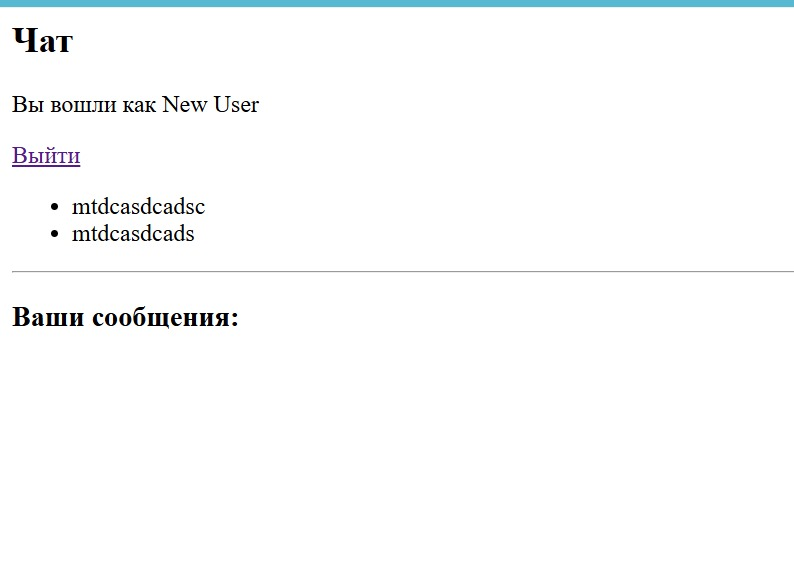 Чат
Вы вошли как New User
Выйти
mtdcasdcadsc
mtdcasdcads
Ваши сообщения: